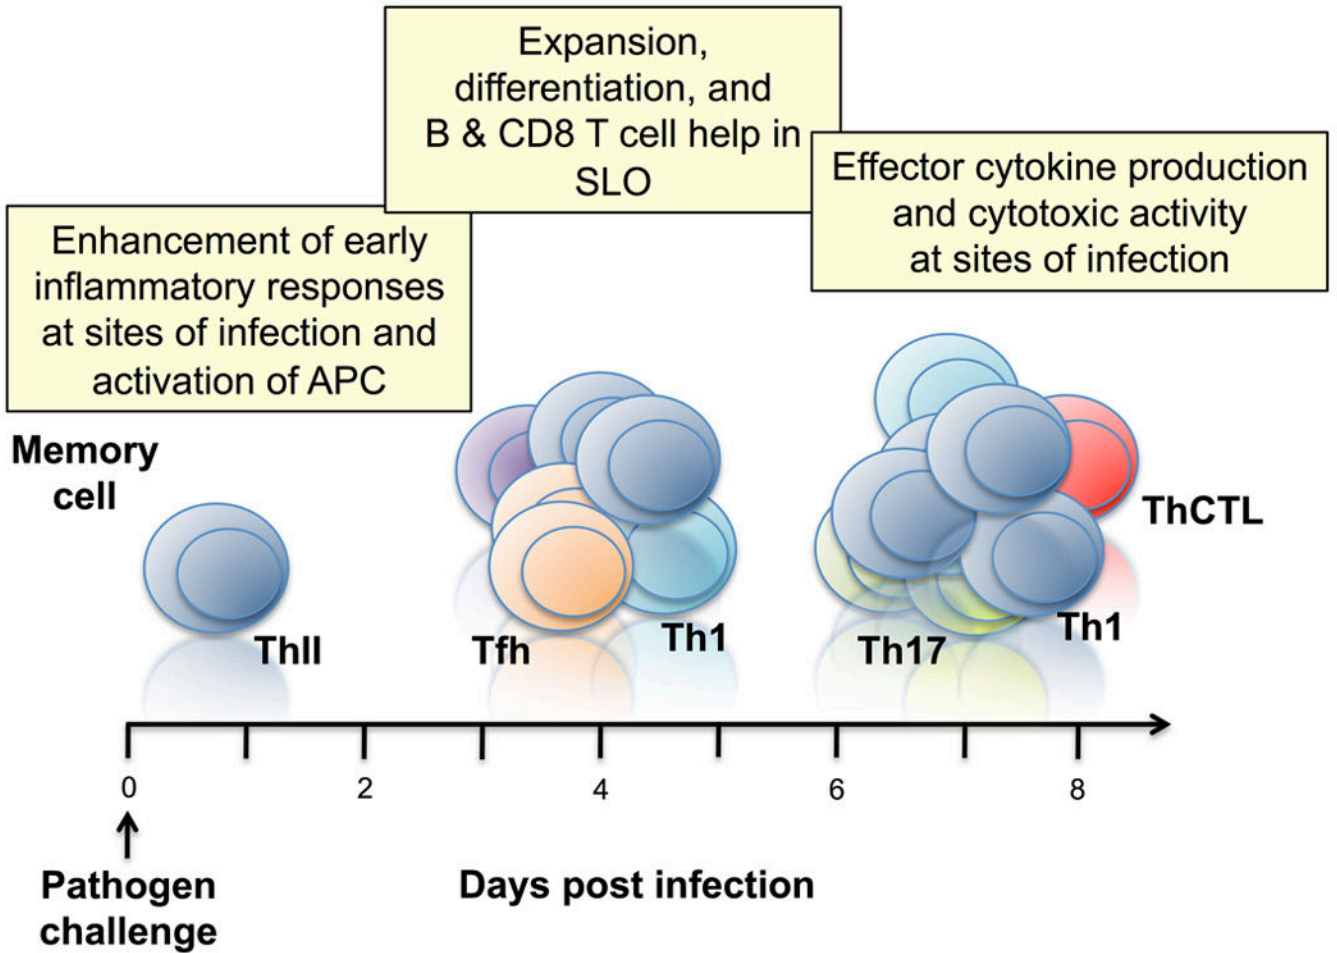 Expansion,
differentiation, and
B & CD8 T cell help in
SLO
Effector cytokine production
and cytotoxic activity
at sites of infection
Enhancement of early
inflammatory responses
at sites of infection and
activation of APC
Memory
cell
ThCTL
ThII
Tfh
Th1
Th17
Th1
0
2
4
6
8
Pathogen
challenge
Days post infection